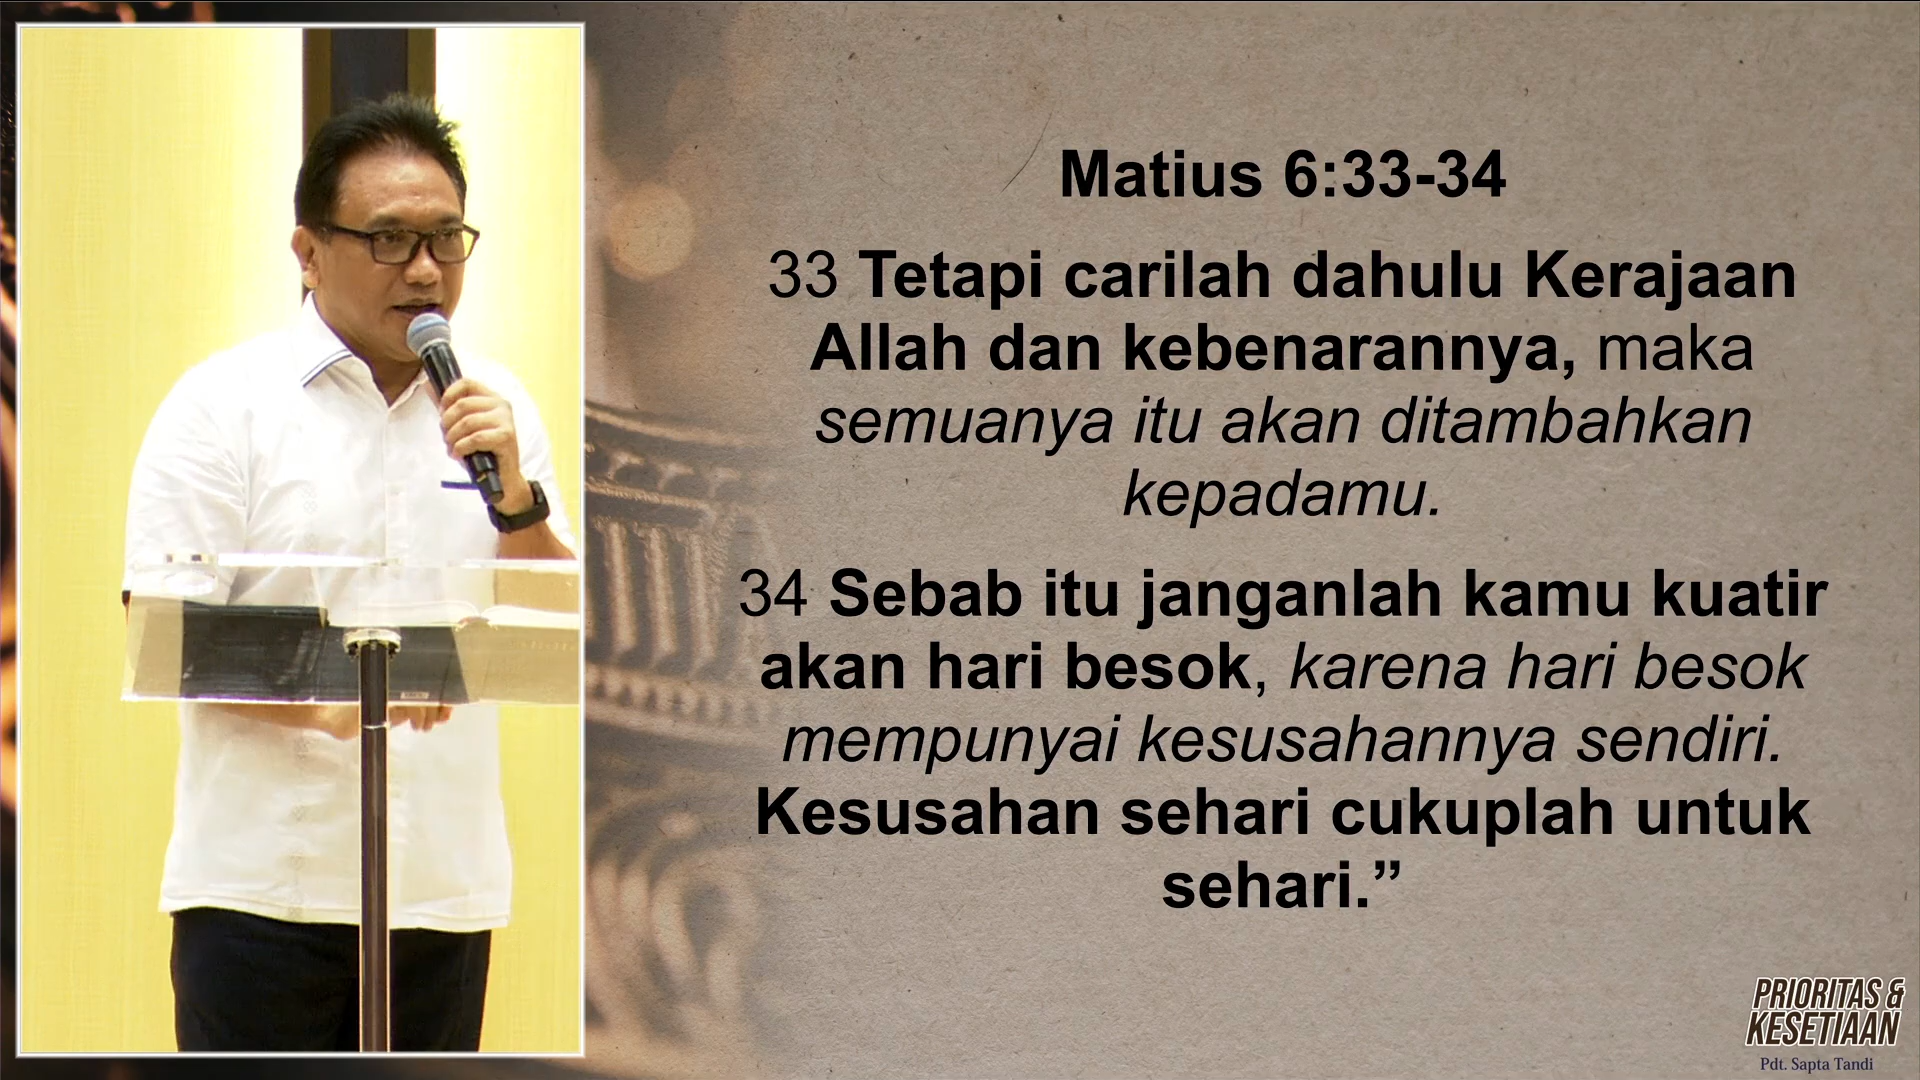 Matius 6:33-34
33 Tetapi carilah dahulu Kerajaan
Allah dan kebenarannya, maka
semuanya itu akan ditambahkan
kepadamu.
34 Sebab itu janganlah kamu kuatir
akan hari besok, karena hari besok
mempunyai kesusahannya sendiri.
Kesusahan sehari cukuplah untuk
sehari.”
PRIORITAS &
KESETIAAN
Pdt. Sapta Tandi